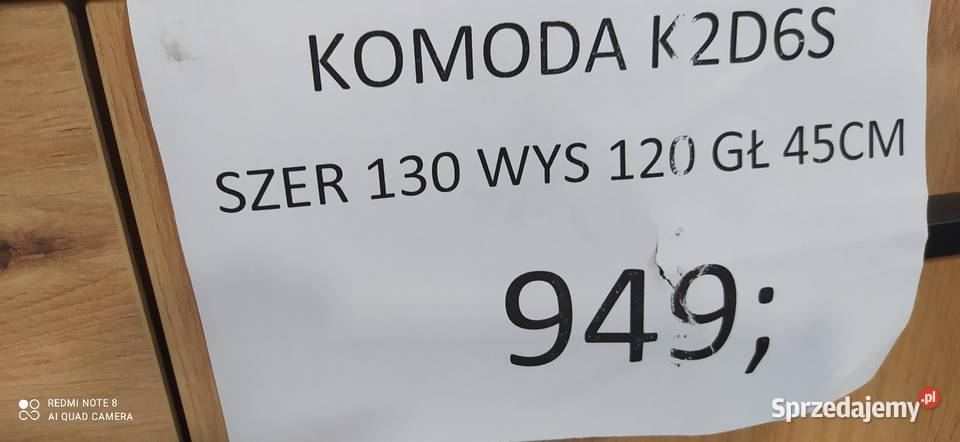 KOMODA K2D6S
SZER 130 WYS 120 GŁ 45CM
949;
REDMI NOTE 8
AI QUAD CAMERA
Sprzedajemy.pl